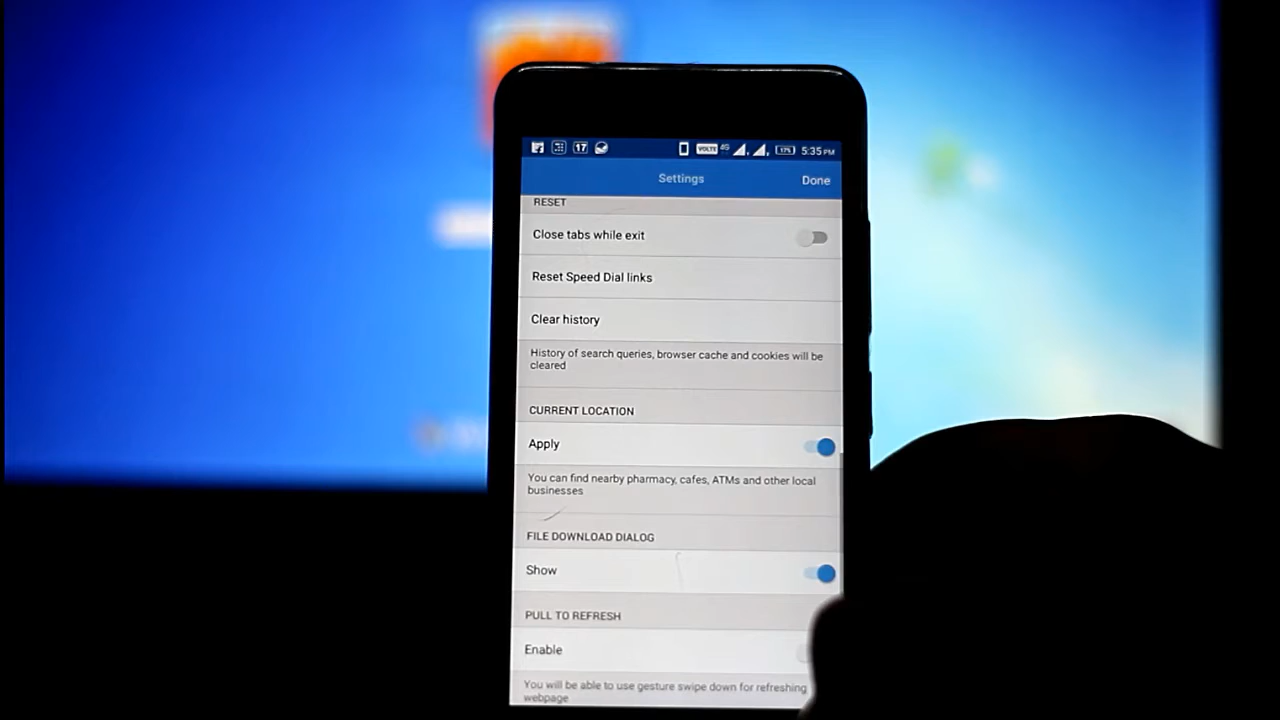 17 VOLTE 4G 17% 5:35 PM
Settings Done
RESET
Close tabs while exit
Reset Speed Dial links
Clear history
History of search queries, browser cache and cookies will be
cleared
CURRENT LOCATION
Apply
You can find nearby pharmacy, cafes, ATMs and other local
businesses
FILE DOWNLOAD DIALOG
Show
PULL TO REFRESH
Enable
You will be able to use gesture swipe down for refreshing
webpage